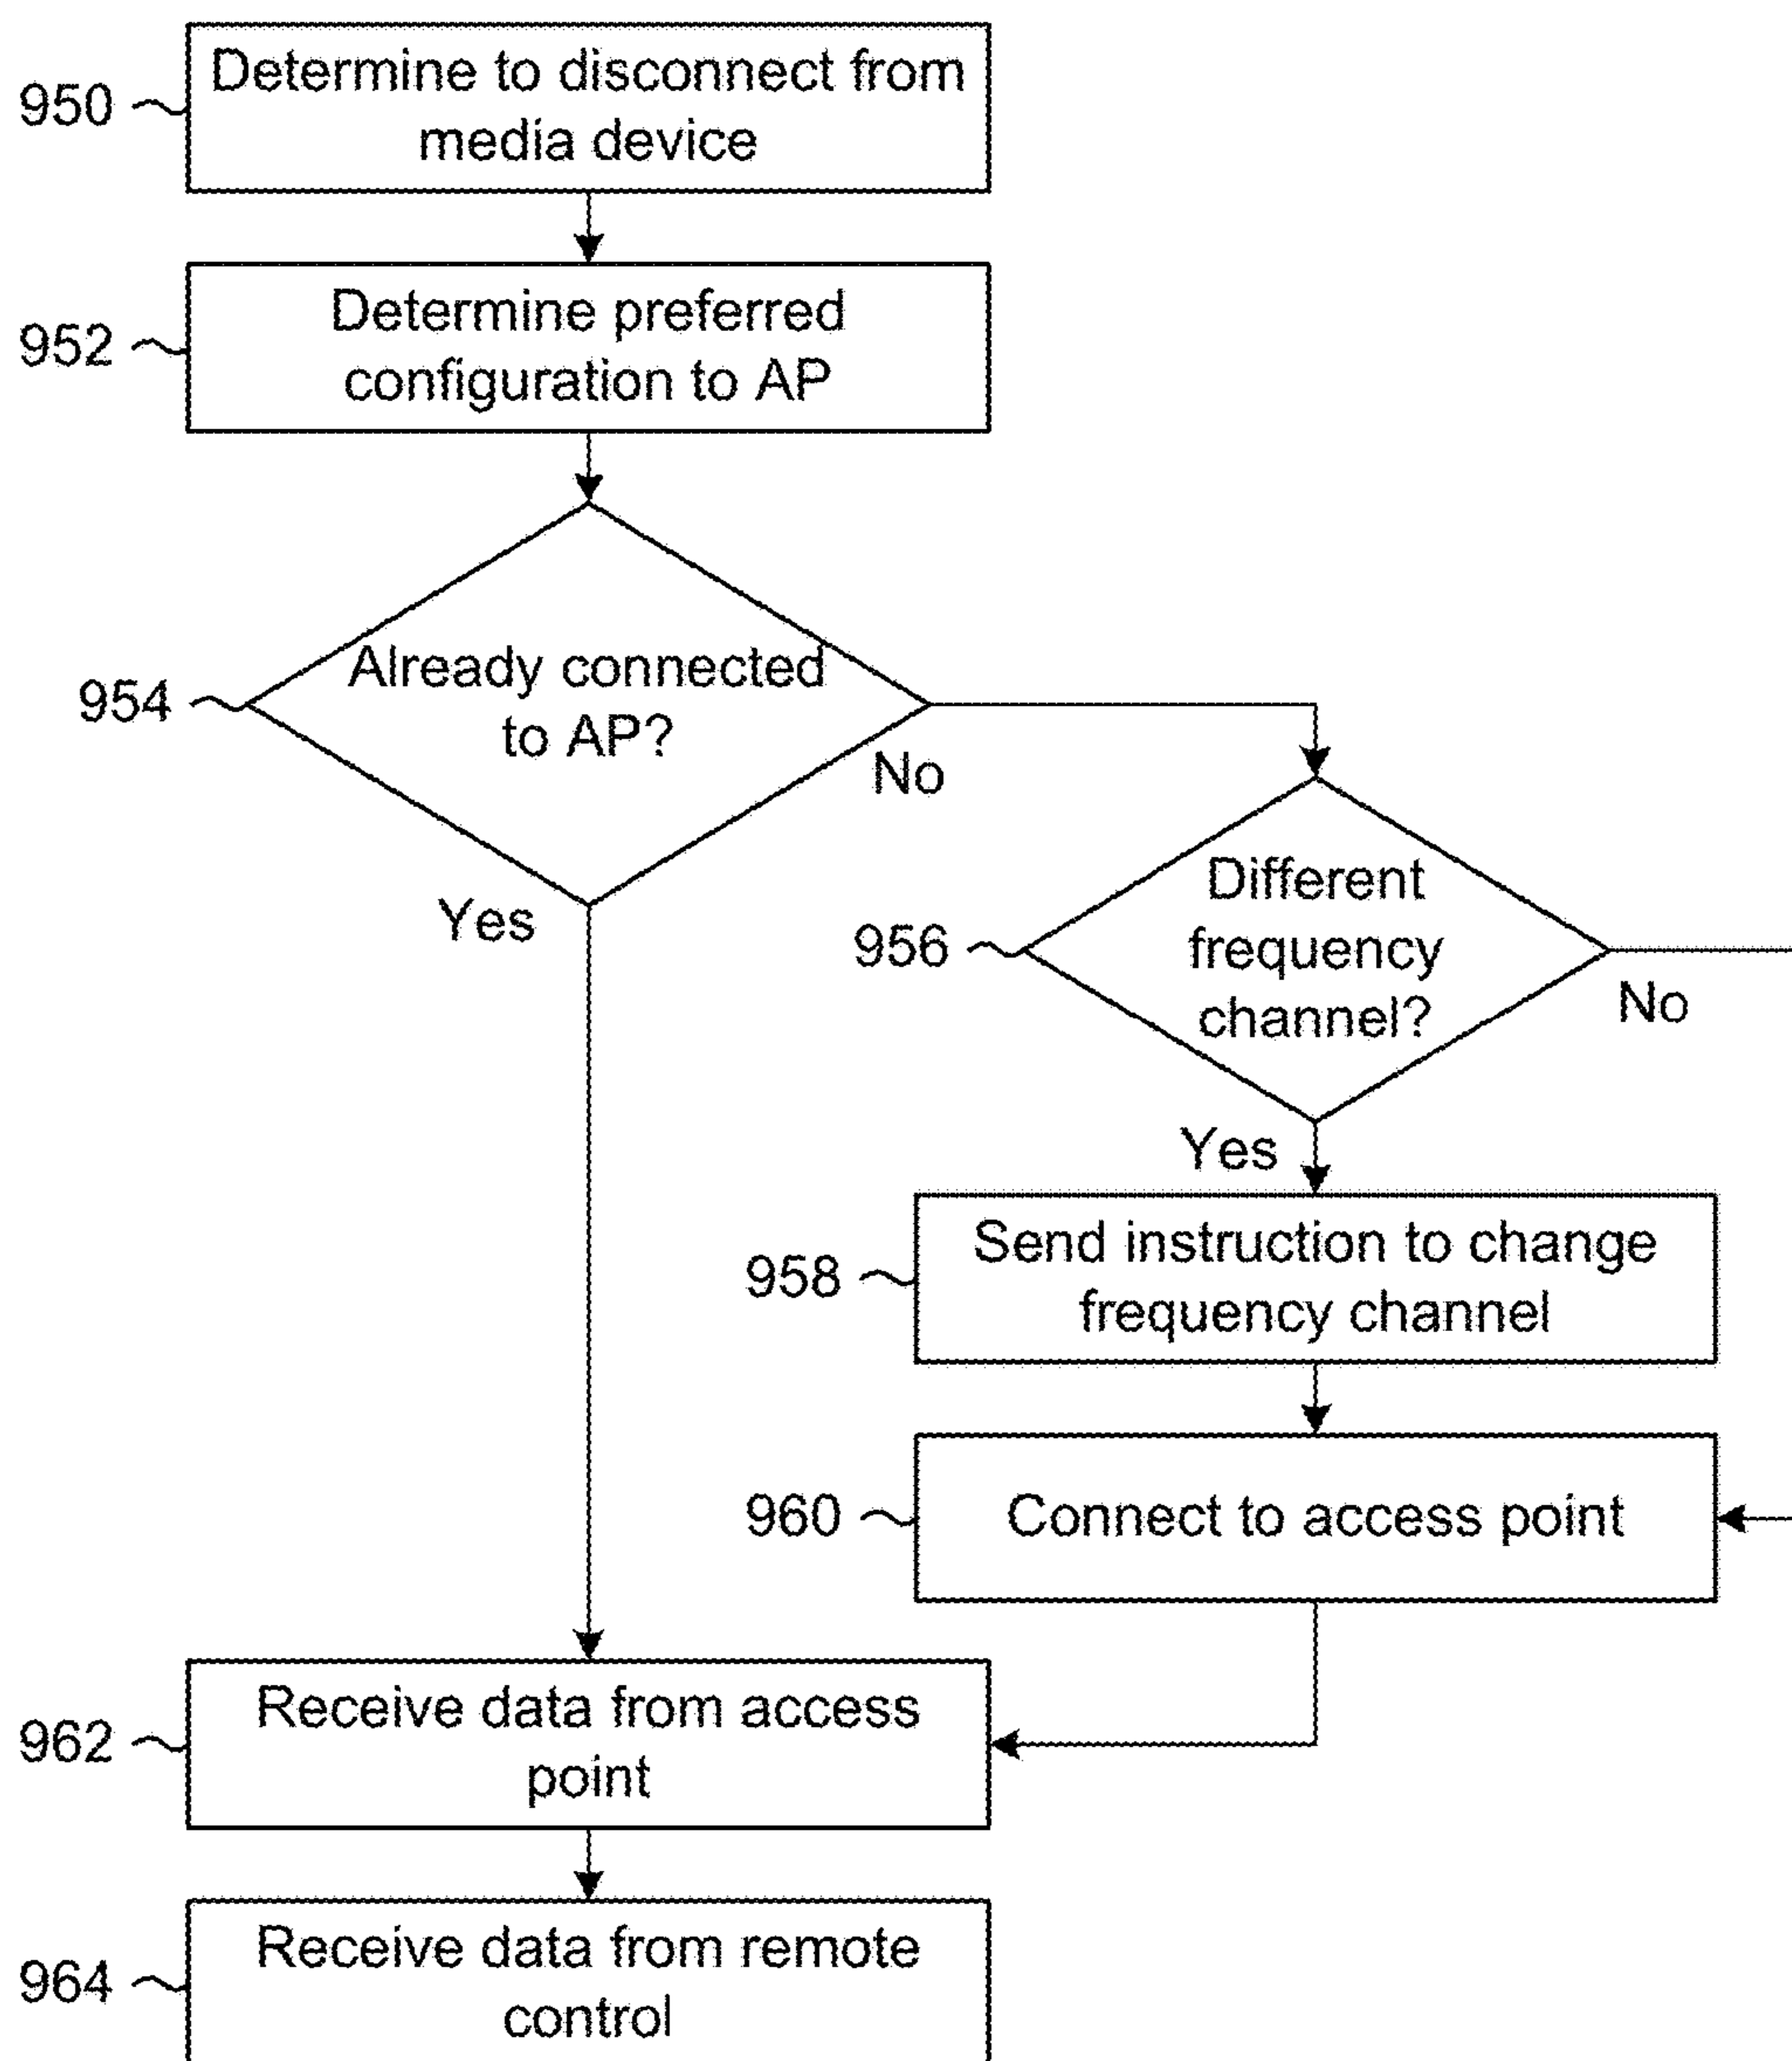 950
Determine to disconnect from
media device
952
Determine preferred
configuration to AP
954
Already connected
to AP?
No
Yes
956
Different
frequency
channel?
No
Yes
958
Send instruction to change
frequency channel
960
Connect to access point
962
Receive data from access
point
964
Receive data from remote
control